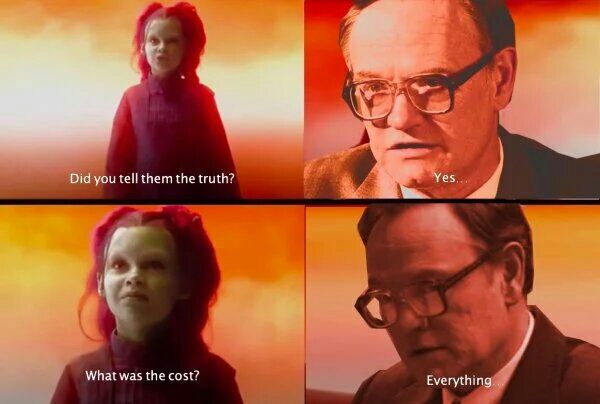 Did you tell them the truth?
Yes...
What was the cost?
Everything...